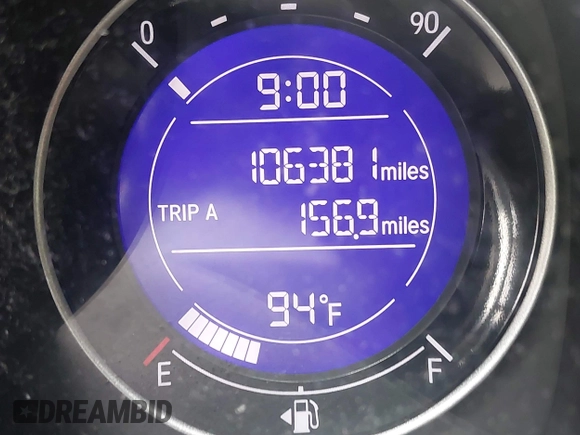 0 90
9:00
106381 miles
TRIP A 156.9 miles
94°F
E F
DREAMBID